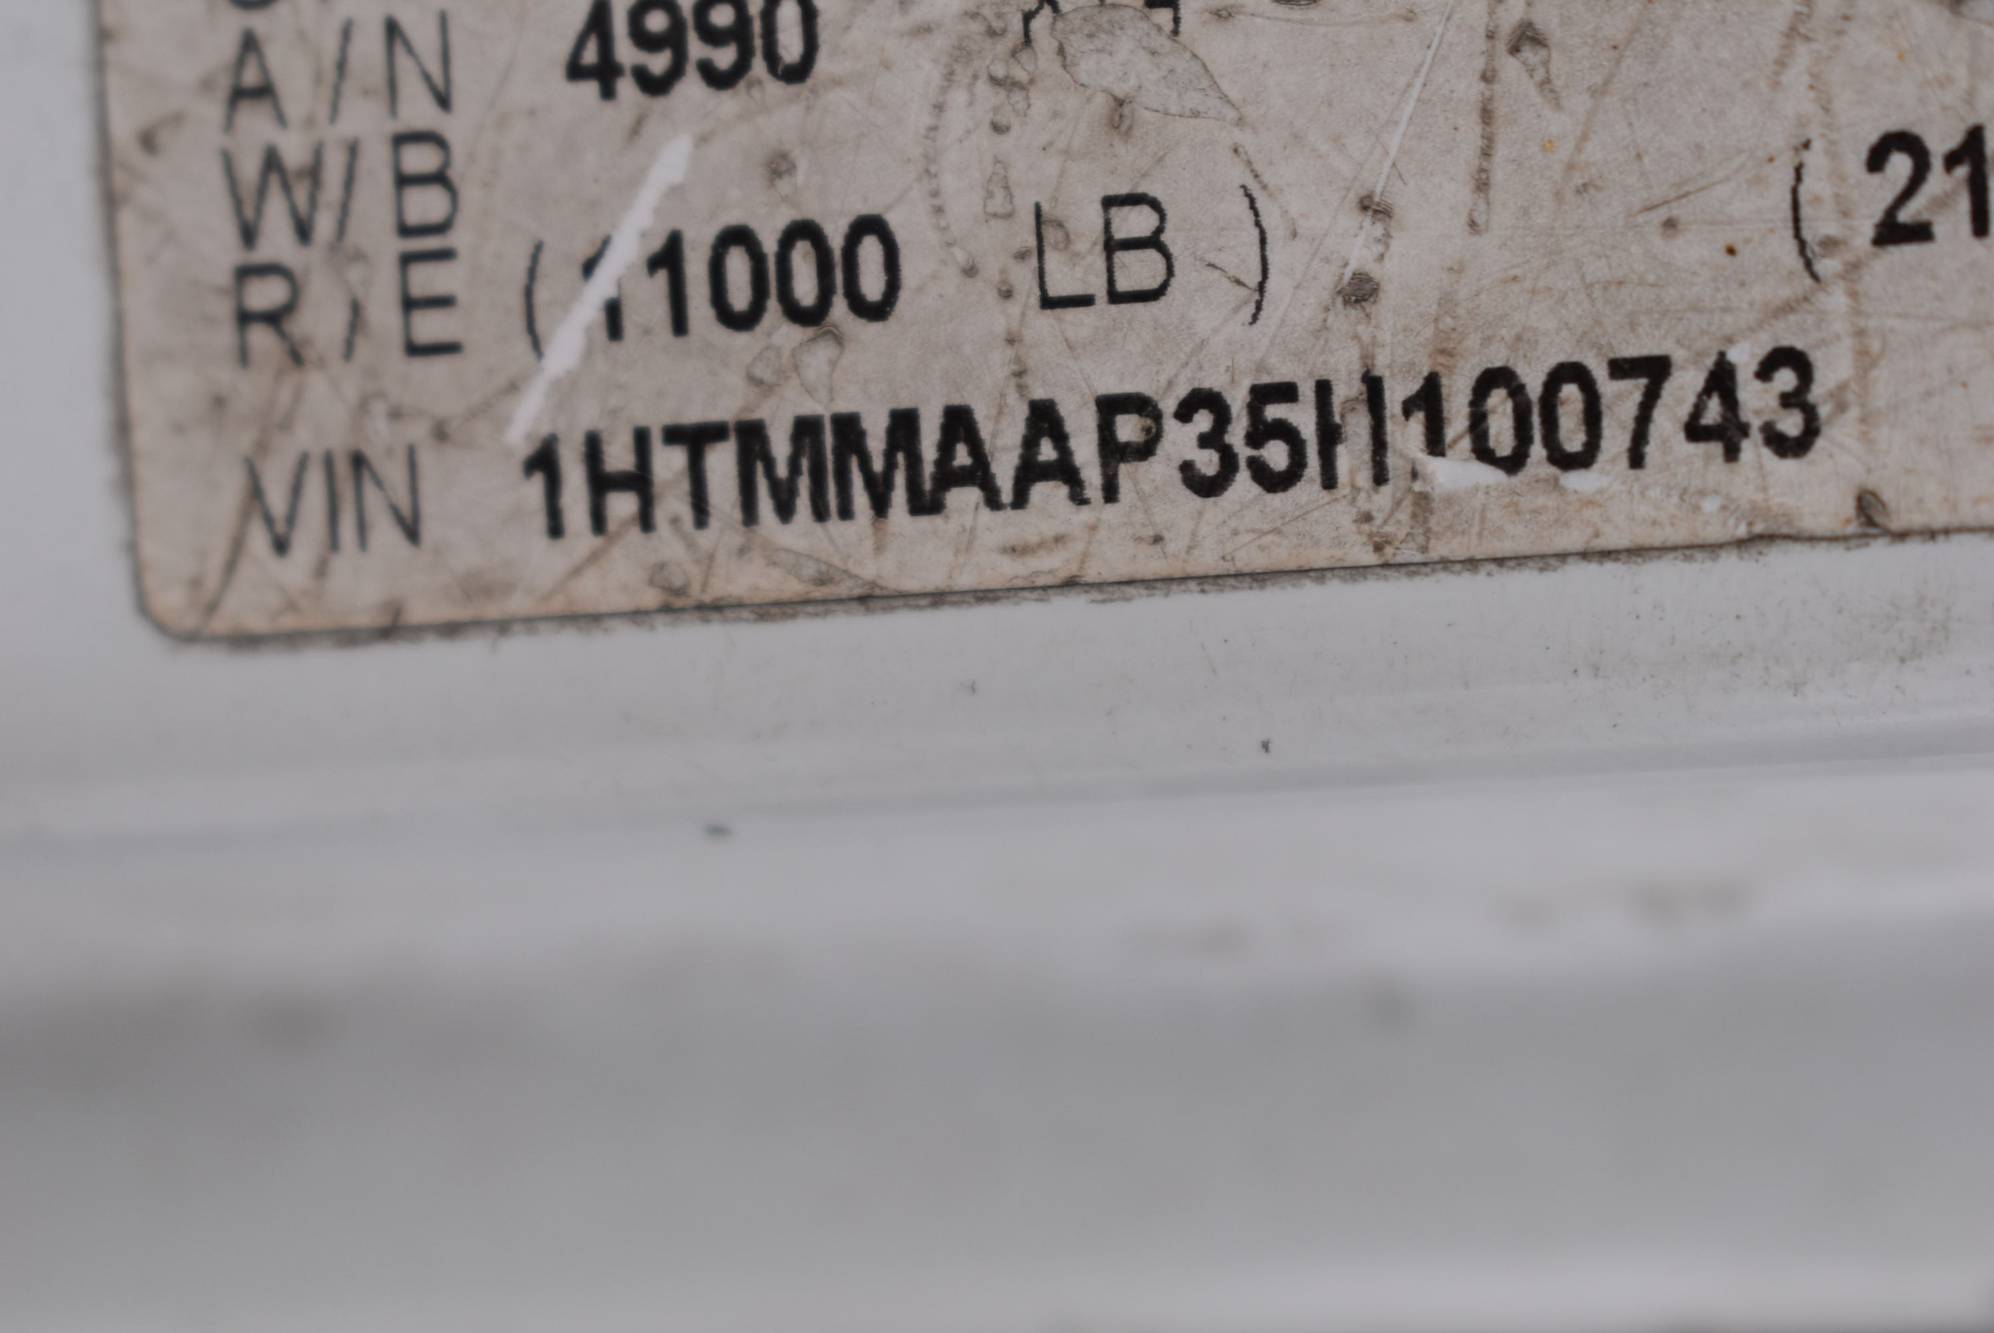 A/N 4990
W/B
R/E (11000 LB) (21
VIN 1HTMMAAP35H100743